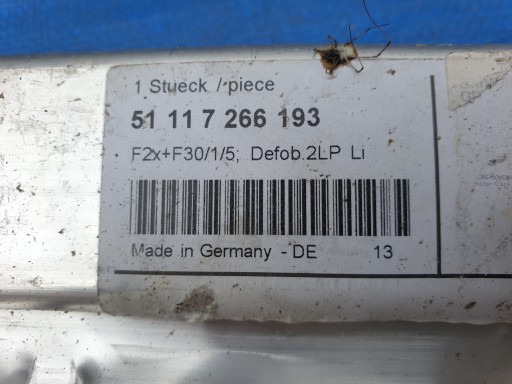 1 Stueck / piece
51 11 7 266 193
F2x+F30/1/5; Defob.2LP Li
Made in Germany - DE 13